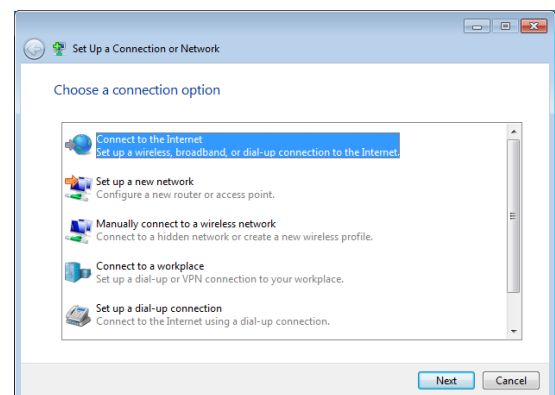 Set Up a Connection or Network
Choose a connection option
Connect to the Internet
Set up a wireless, broadband, or dial-up connection to the Internet.
Set up a new network
Configure a new router or access point.
Manually connect to a wireless network
Connect to a hidden network or create a new wireless profile.
Connect to a workplace
Set up a dial-up or VPN connection to your workplace.
Set up a dial-up connection
Connect to the Internet using a dial-up connection.
Next Cancel